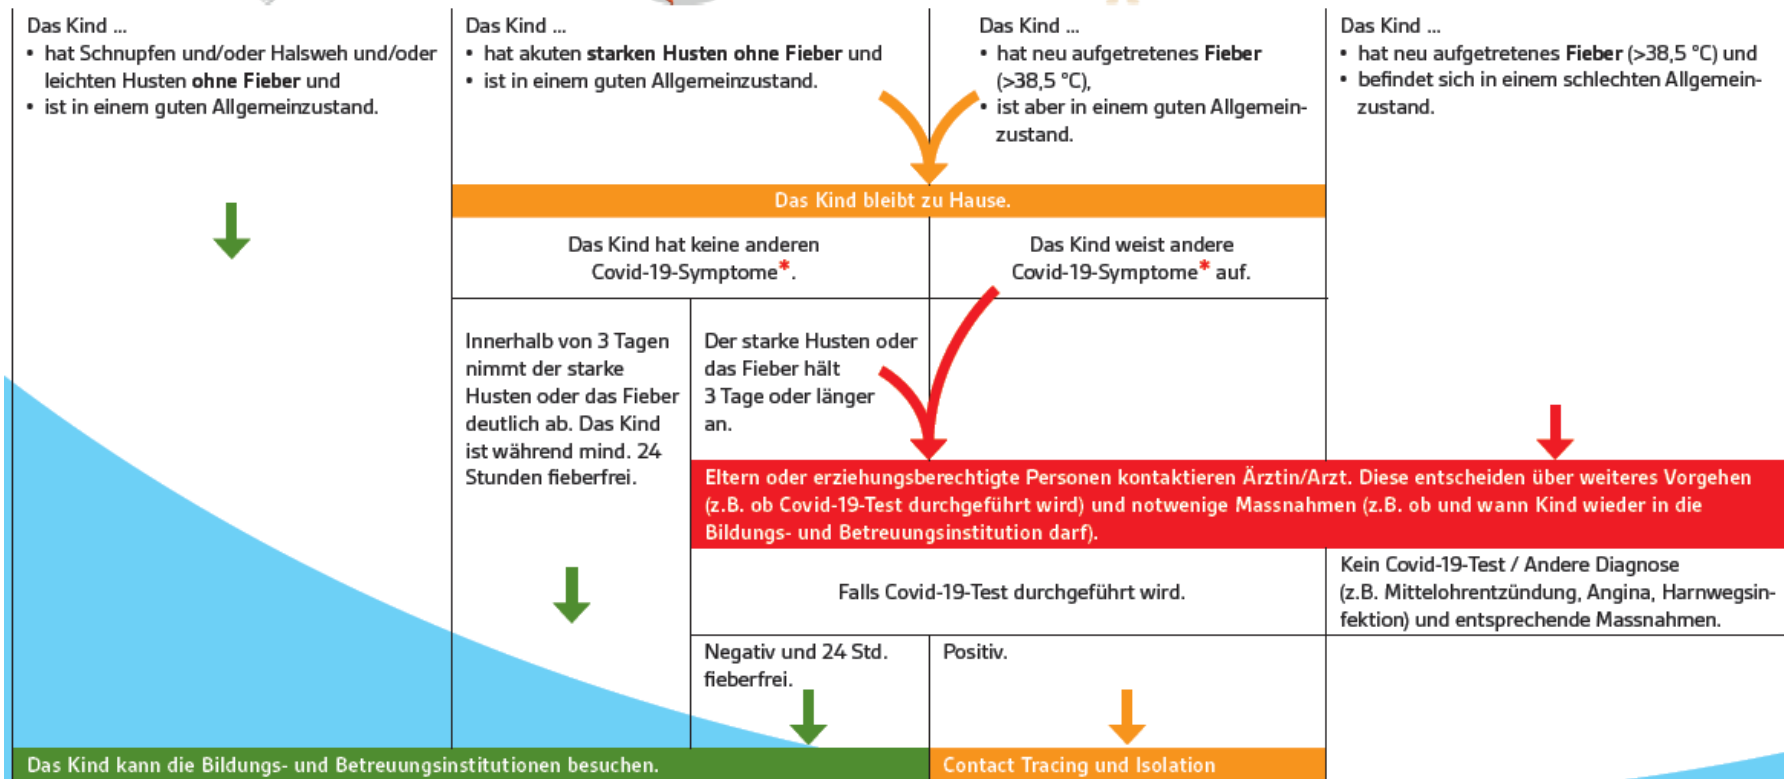 Das Kind ...
• hat Schnupfen und/oder Halsweh und/oder
leichten Husten ohne Fieber und
• ist in einem guten Allgemeinzustand.
Das Kind ...
• hat akuten starken Husten ohne Fieber und
• ist in einem guten Allgemeinzustand.
Das Kind ...
• hat neu aufgetretenes Fieber
(>38,5 °C),
• ist aber in einem guten Allgemein-
zustand.
Das Kind ...
• hat neu aufgetretenes Fieber (>38,5 °C) und
• befindet sich in einem schlechten Allgemein-
zustand.
Das Kind bleibt zu Hause.
Das Kind hat keine anderen
Covid-19-Symptome*.
Das Kind weist andere
Covid-19-Symptome* auf.
Innerhalb von 3 Tagen
nimmt der starke
Husten oder das Fieber
deutlich ab. Das Kind
ist während mind. 24
Stunden fieberfrei.
Der starke Husten oder
das Fieber hält
3 Tage oder länger
an.
Eltern oder erziehungsberechtigte Personen kontaktieren Ärztin/Arzt. Diese entscheiden über weiteres Vorgehen
(z.B. ob Covid-19-Test durchgeführt wird) und notwenige Massnahmen (z.B. ob und wann Kind wieder in die
Bildungs- und Betreuungsinstitution darf).
Falls Covid-19-Test durchgeführt wird.
Kein Covid-19-Test / Andere Diagnose
(z.B. Mittelohrentzündung, Angina, Harnwegsin-
fektion) und entsprechende Massnahmen.
Negativ und 24 Std.
fieberfrei.
Positiv.
Das Kind kann die Bildungs- und Betreuungsinstitutionen besuchen.
Contact Tracing und Isolation